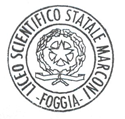 LICEO SCIENTIFICO STATALE MARCONI
-FOGGIA-